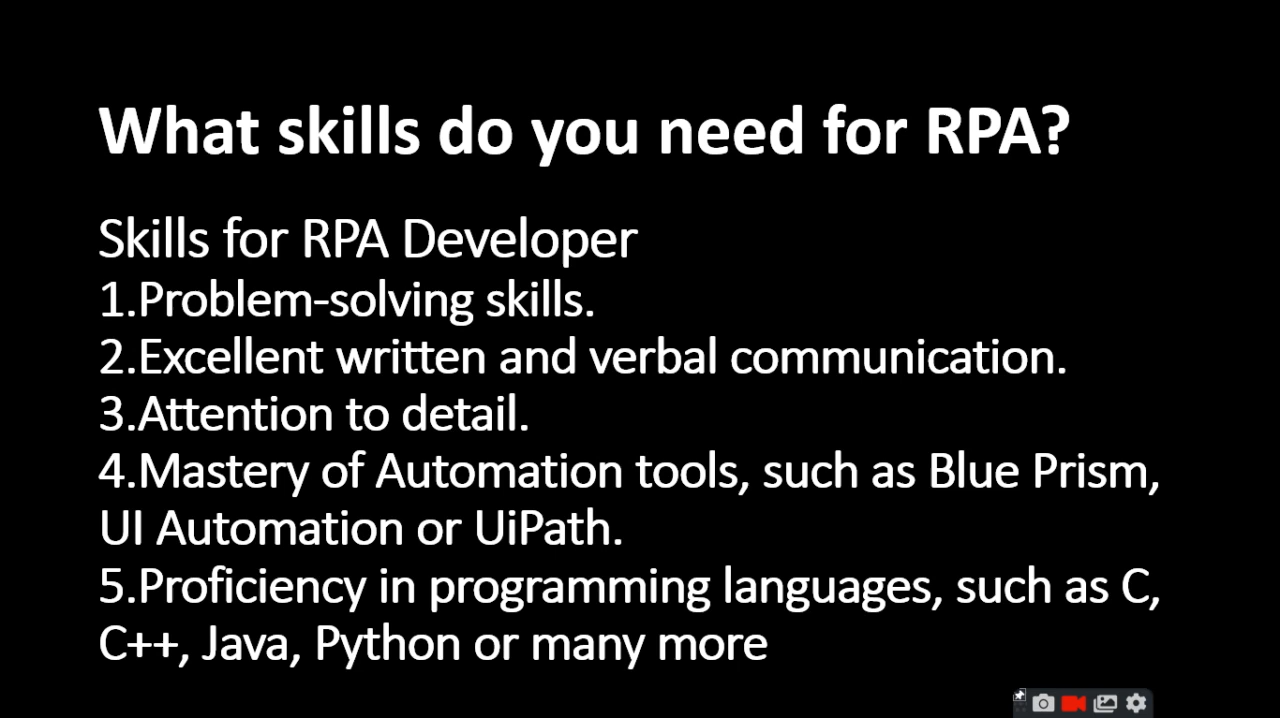 What skills do you need for RPA?
Skills for RPA Developer
1.Problem-solving skills.
2.Excellent written and verbal communication.
3.Attention to detail.
4.Mastery of Automation tools, such as Blue Prism,
UI Automation or UiPath.
5.Proficiency in programming languages, such as C,
C++, Java, Python or many more